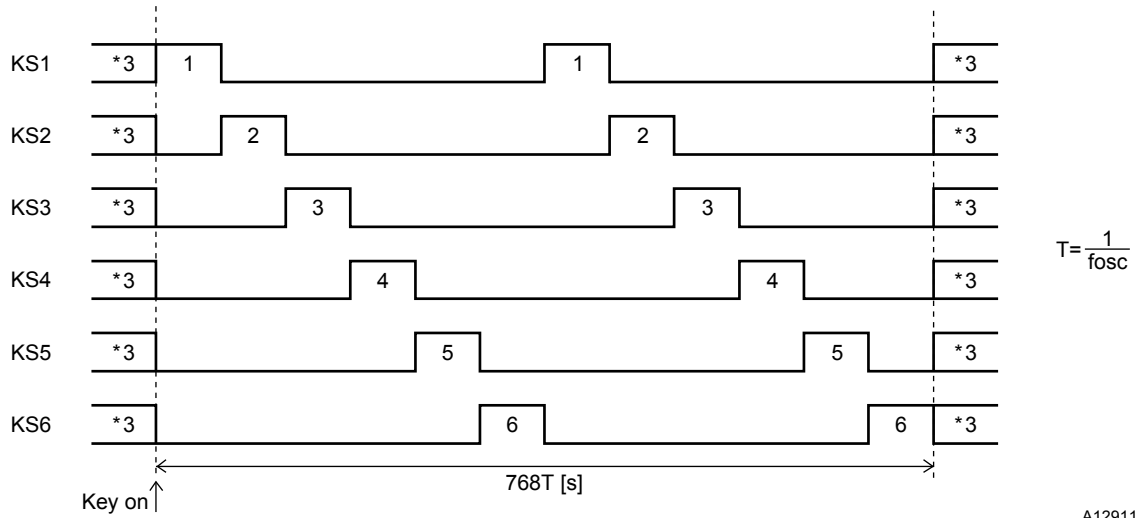 KS1 *3 1 1 *3
KS2 *3 2 2 *3
KS3 *3 3 3 *3
T= 1
fosc
KS4 *3 4 4 *3
KS5 *3 5 5 *3
KS6 *3 6 6 *3
768T [s]
Key on
A12911